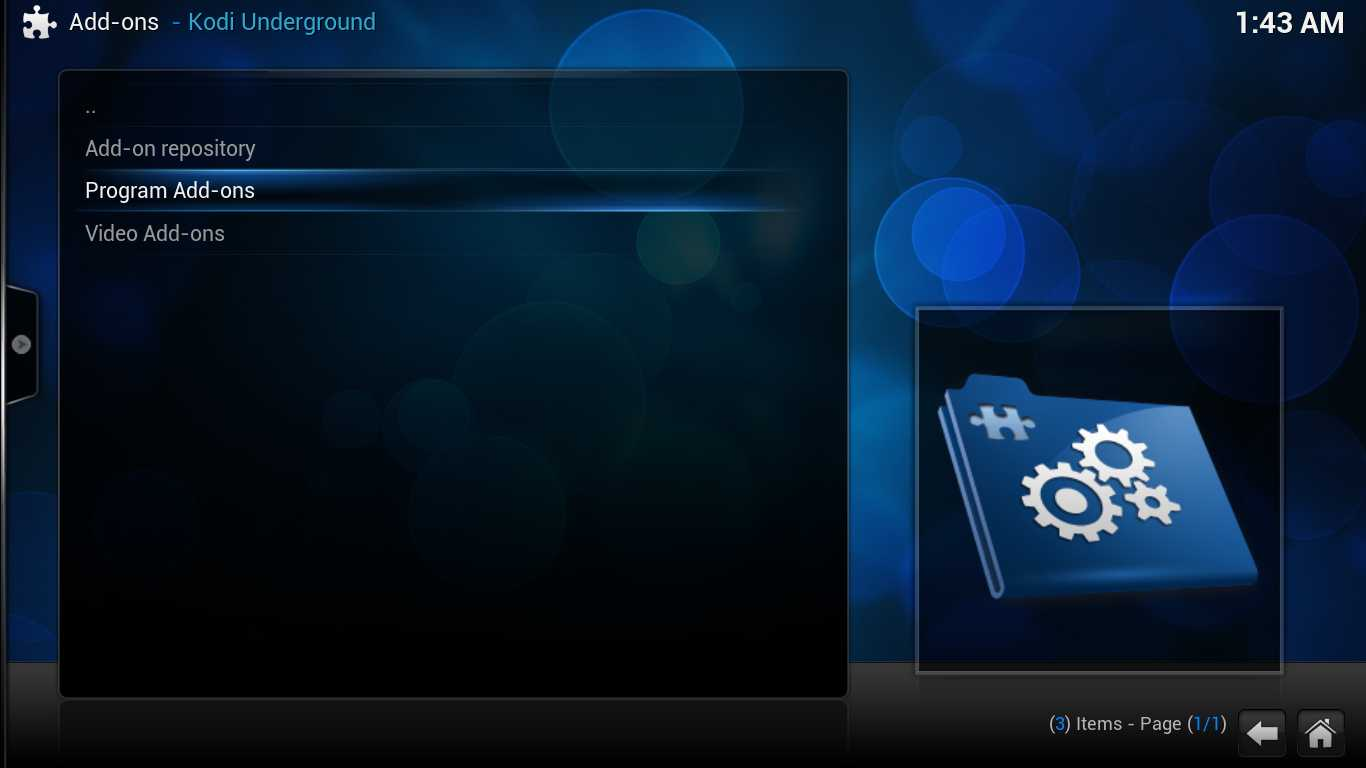 Add-ons - Kodi Underground
1:43 AM
..
Add-on repository
Program Add-ons
Video Add-ons
(3) Items - Page (1/1)